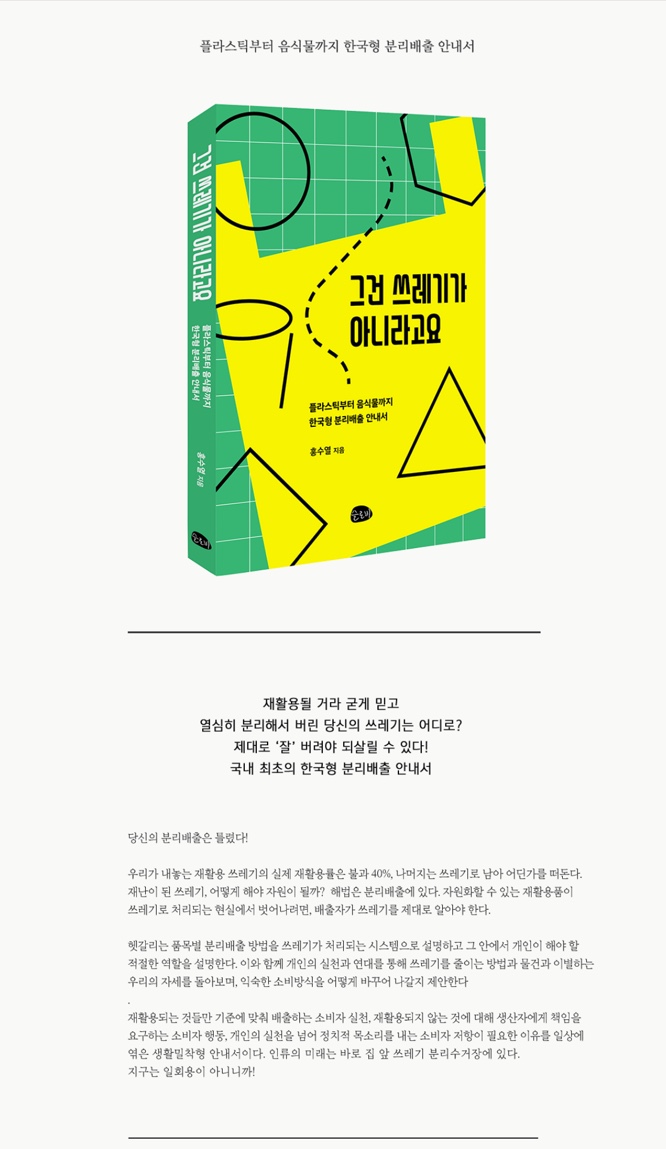 플라스틱부터 음식물까지 한국형 분리배출 안내서
그건 쓰레기가 아니라고요
플라스틱부터 음식물까지
한국형 분리배출 안내서
홍수열 지음
슬로비
그건 쓰레기가
아니라고요
플라스틱부터 음식물까지
한국형 분리배출 안내서
홍수열 지음
슬로비
재활용될 거라 굳게 믿고
열심히 분리해서 버린 당신의 쓰레기는 어디로?
제대로 ‘잘’ 버려야 되살릴 수 있다!
국내 최초의 한국형 분리배출 안내서
당신의 분리배출은 틀렸다!
우리가 내놓는 재활용 쓰레기의 실제 재활용률은 불과 40%, 나머지는 쓰레기로 남아 어딘가를 떠돈다.
재난이 된 쓰레기, 어떻게 해야 자원이 될까? 해법은 분리배출에 있다. 자원화할 수 있는 재활용품이
쓰레기로 처리되는 현실에서 벗어나려면, 배출자가 쓰레기를 제대로 알아야 한다.
헷갈리는 품목별 분리배출 방법을 쓰레기가 처리되는 시스템으로 설명하고 그 안에서 개인이 해야 할
적절한 역할을 설명한다. 이와 함께 개인의 실천과 연대를 통해 쓰레기를 줄이는 방법과 물건과 이별하는
우리의 자세를 돌아보며, 익숙한 소비방식을 어떻게 바꾸어 나갈지 제안한다
.
재활용되는 것들만 기준에 맞춰 배출하는 소비자 실천, 재활용되지 않는 것에 대해 생산자에게 책임을
요구하는 소비자 행동, 개인의 실천을 넘어 정치적 목소리를 내는 소비자 저항이 필요한 이유를 일상에
엮은 생활밀착형 안내서이다. 인류의 미래는 바로 집 앞 쓰레기 분리수거장에 있다.
지구는 일회용이 아니니까!